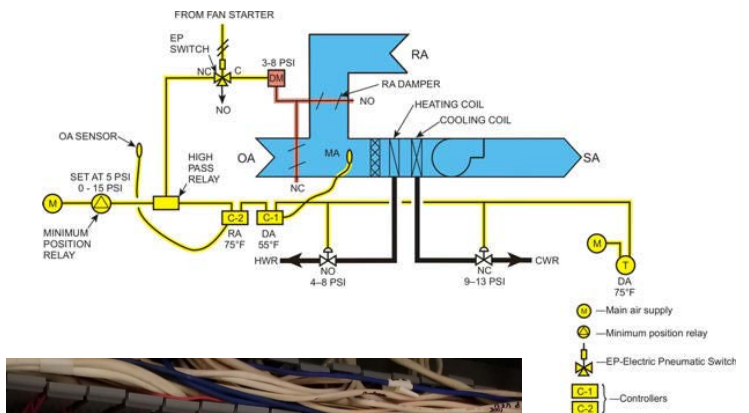 FROM FAN STARTER
EP
SWITCH
NC
C
NO
3-8 PSI
DM
RA
RA DAMPER
NO
HEATING COIL
COOLING COIL
OA SENSOR
OA
MA
SA
NC
SET AT 5 PSI
0 - 15 PSI
HIGH
PASS
RELAY
M
MINIMUM
POSITION
RELAY
C-2
RA
75°F
C-1
DA
55°F
HWR
NO
4–8 PSI
NC
9–13 PSI
CWR
M
T
DA
75°F
M —Main air supply
—Minimum position relay
—EP-Electric Pneumatic Switch
C-1
C-2
—Controllers